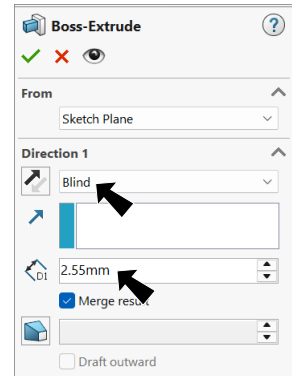 Boss-Extrude
?
From
Sketch Plane
Direction 1
Blind
D1
2.55mm
Merge result
Draft outward